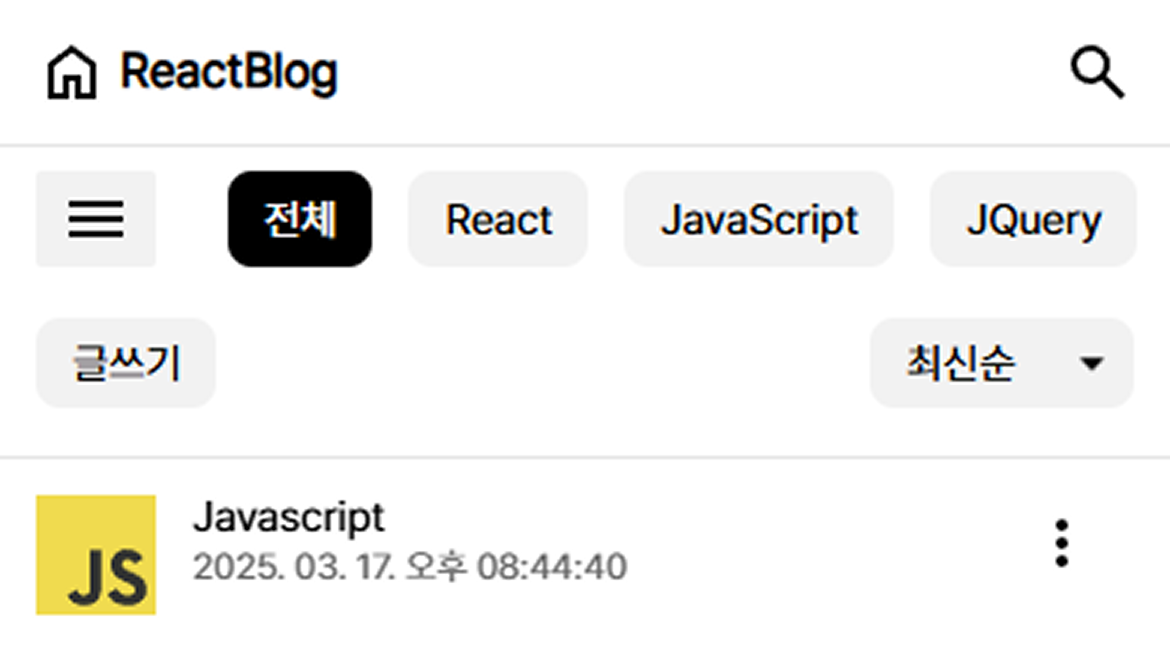 ReactBlog
전체 React JavaScript JQuery
글쓰기 최신순
JS
Javascript
2025. 03. 17. 오후 08:44:40